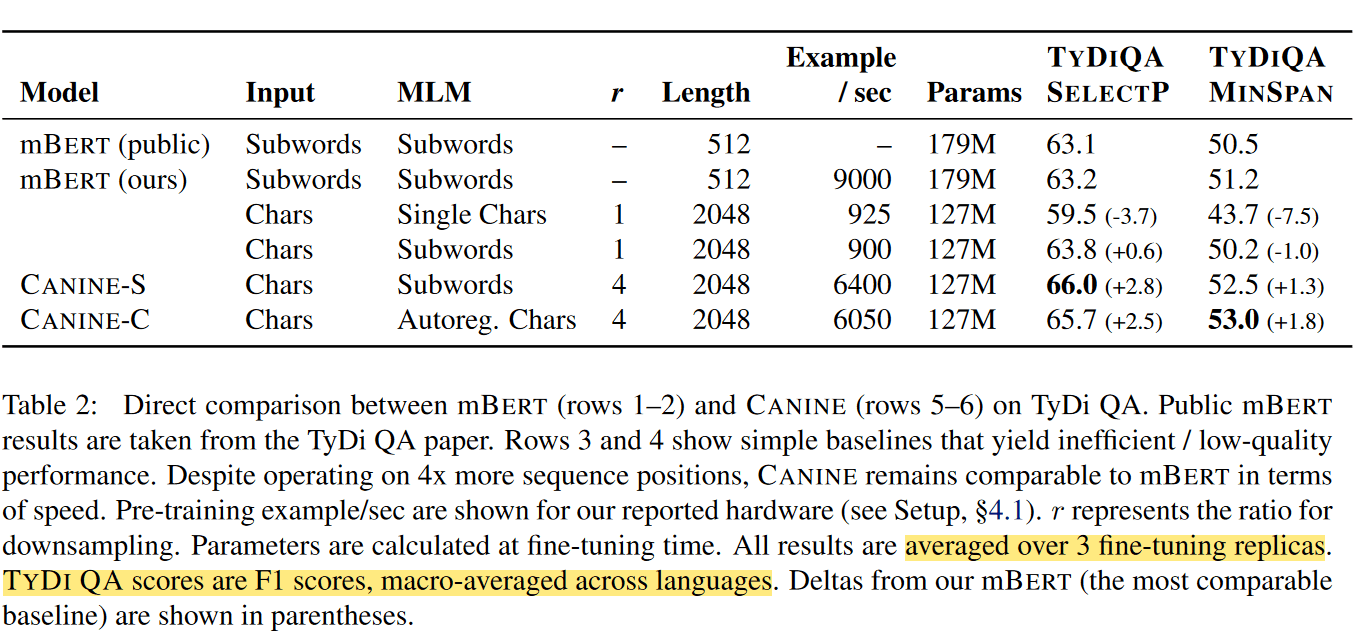 Example TYDIQA TYDIQA
Model Input MLM r Length / sec Params SELECTP MINSPAN
mBERT (public) Subwords Subwords – 512 – 179M 63.1 50.5
mBERT (ours) Subwords Subwords – 512 9000 179M 63.2 51.2
Chars Single Chars 1 2048 925 127M 59.5 (-3.7) 43.7 (-7.5)
Chars Subwords 1 2048 900 127M 63.8 (+0.6) 50.2 (-1.0)
CANINE-S Chars Subwords 4 2048 6400 127M 66.0 (+2.8) 52.5 (+1.3)
CANINE-C Chars Autoreg. Chars 4 2048 6050 127M 65.7 (+2.5) 53.0 (+1.8)
Table 2: Direct comparison between mBERT (rows 1–2) and CANINE (rows 5–6) on TyDi QA. Public mBERT
results are taken from the TyDi QA paper. Rows 3 and 4 show simple baselines that yield inefficient / low-quality
performance. Despite operating on 4x more sequence positions, CANINE remains comparable to mBERT in terms
of speed. Pre-training example/sec are shown for our reported hardware (see Setup, §4.1). r represents the ratio for
downsampling. Parameters are calculated at fine-tuning time. All results are averaged over 3 fine-tuning replicas.
TYDI QA scores are F1 scores, macro-averaged across languages. Deltas from our mBERT (the most comparable
baseline) are shown in parentheses.